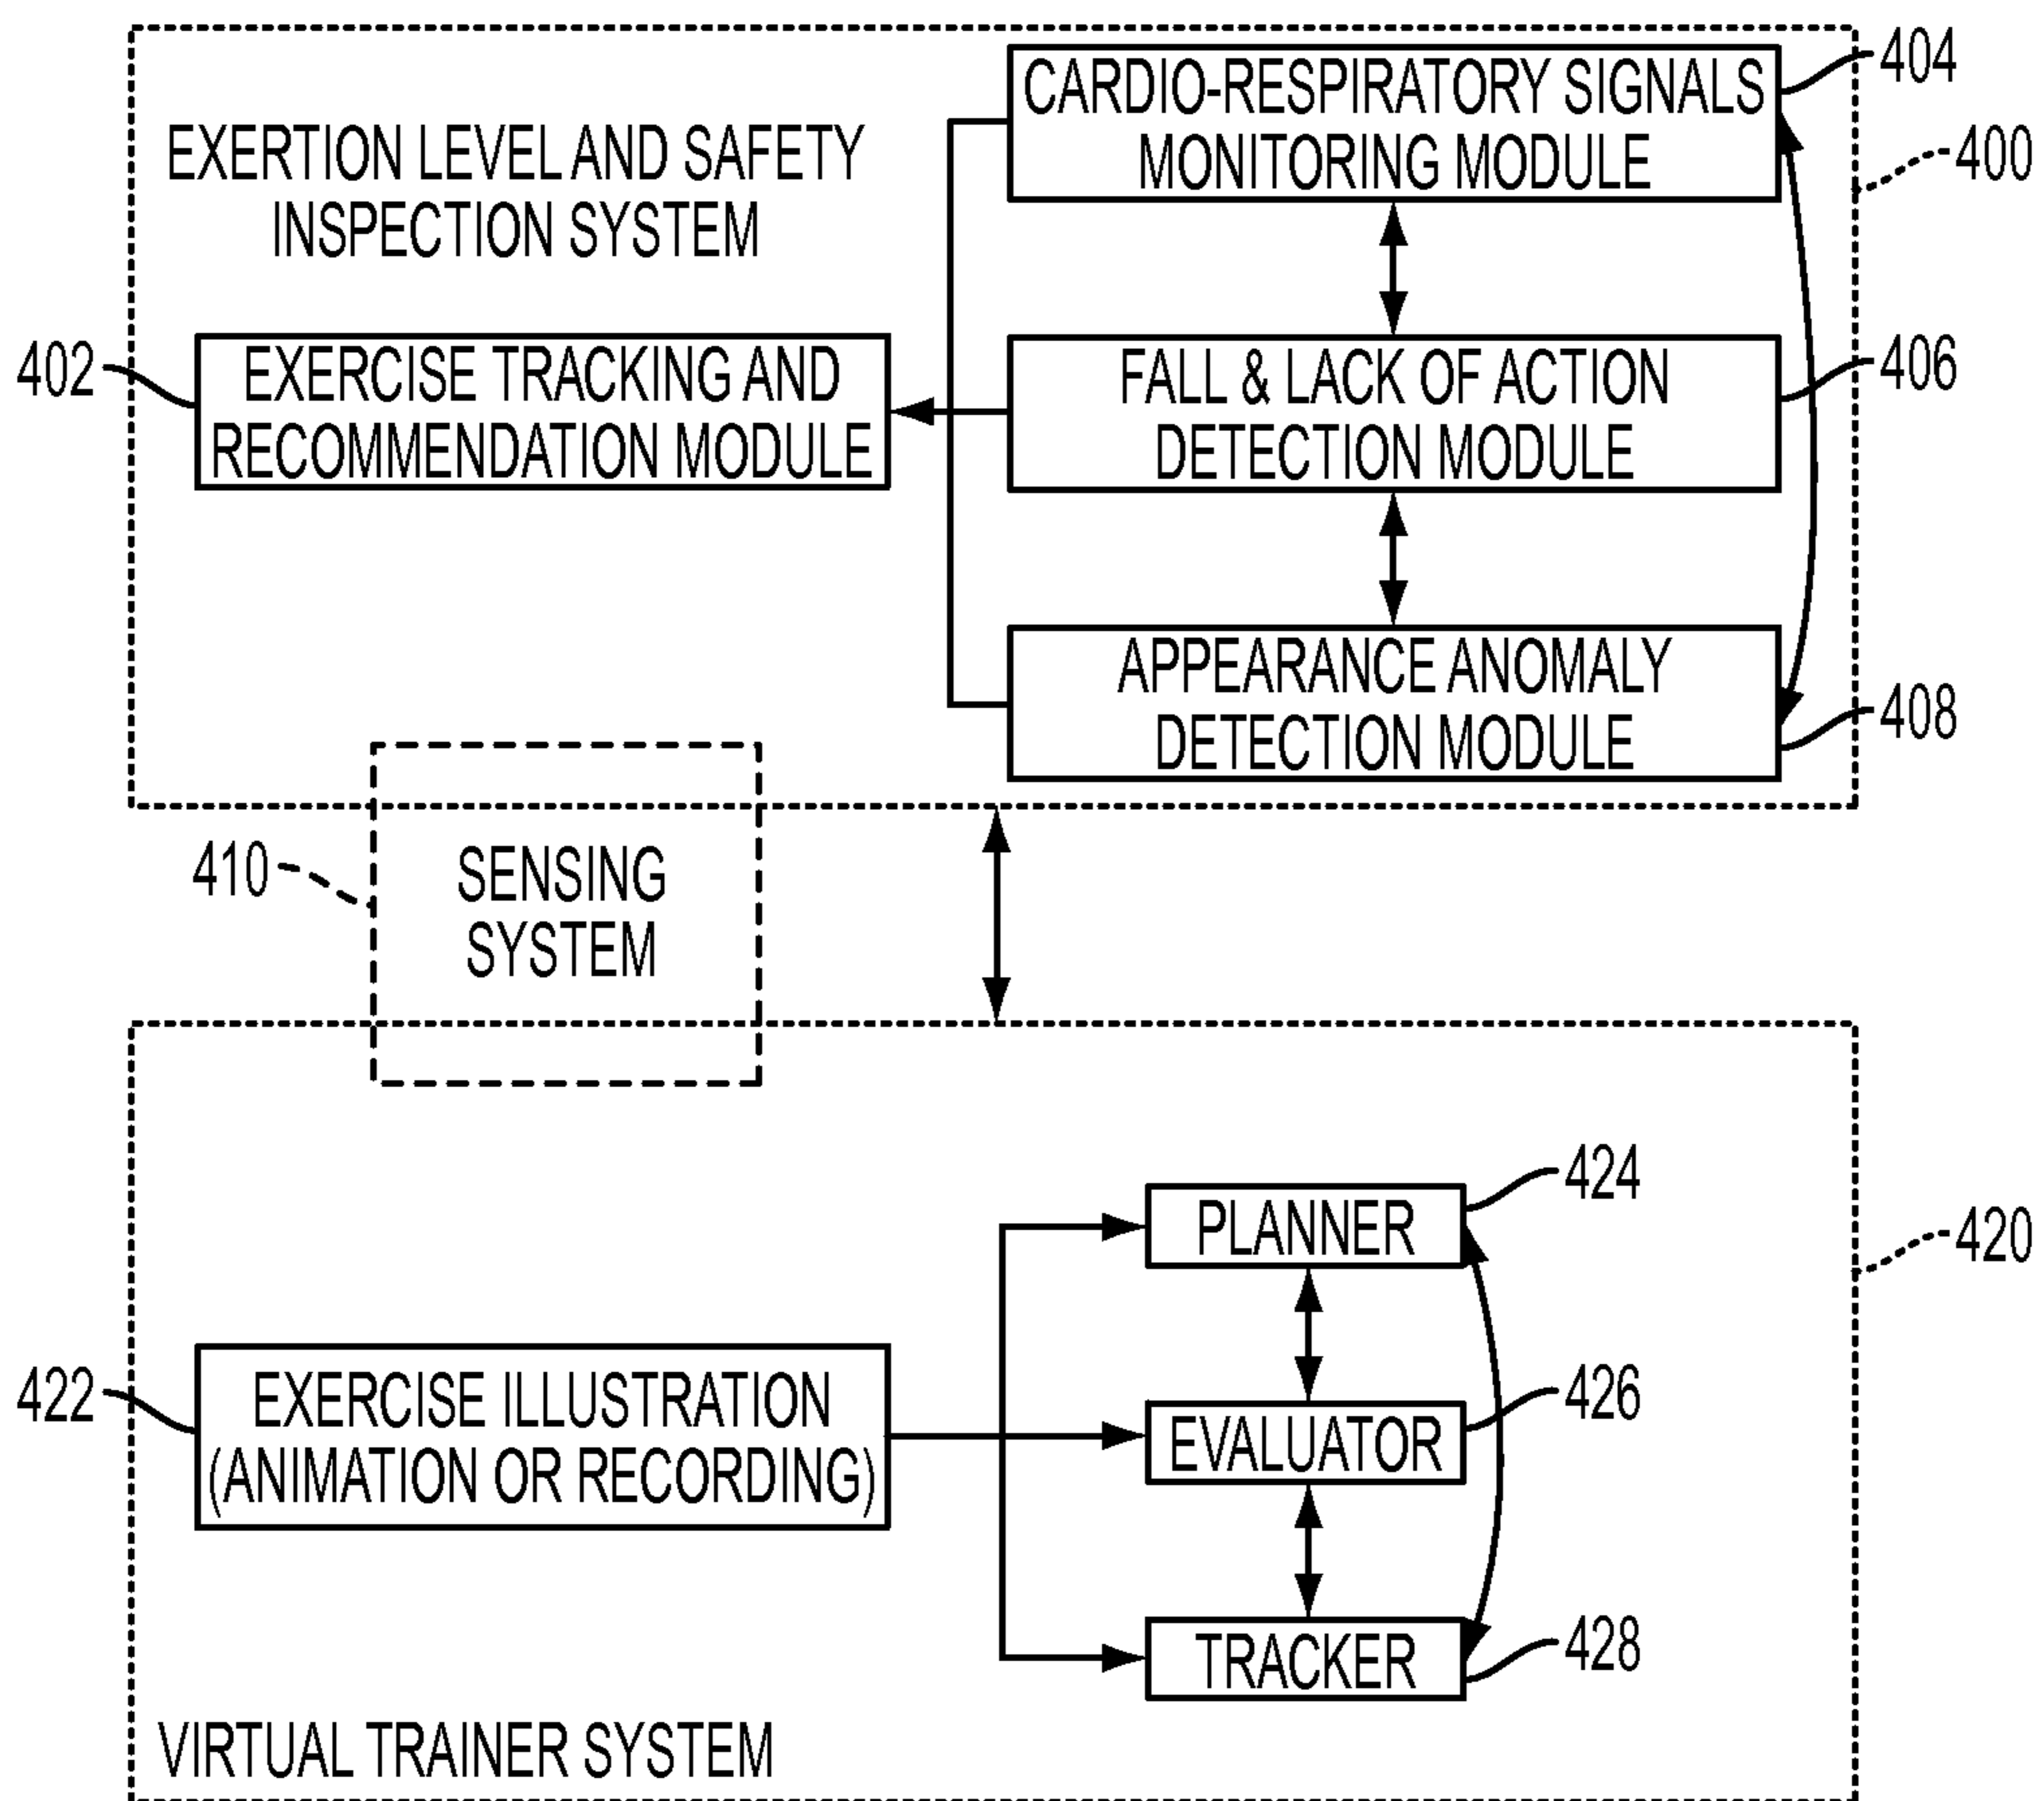 404
CARDIO-RESPIRATORY SIGNALS
MONITORING MODULE
400
EXERTION LEVEL AND SAFETY
INSPECTION SYSTEM
402
EXERCISE TRACKING AND
RECOMMENDATION MODULE
FALL & LACK OF ACTION
DETECTION MODULE
406
APPEARANCE ANOMALY
DETECTION MODULE
408
410
SENSING
SYSTEM
424
PLANNER
420
422
EXERCISE ILLUSTRATION
(ANIMATION OR RECORDING)
426
EVALUATOR
428
TRACKER
VIRTUAL TRAINER SYSTEM